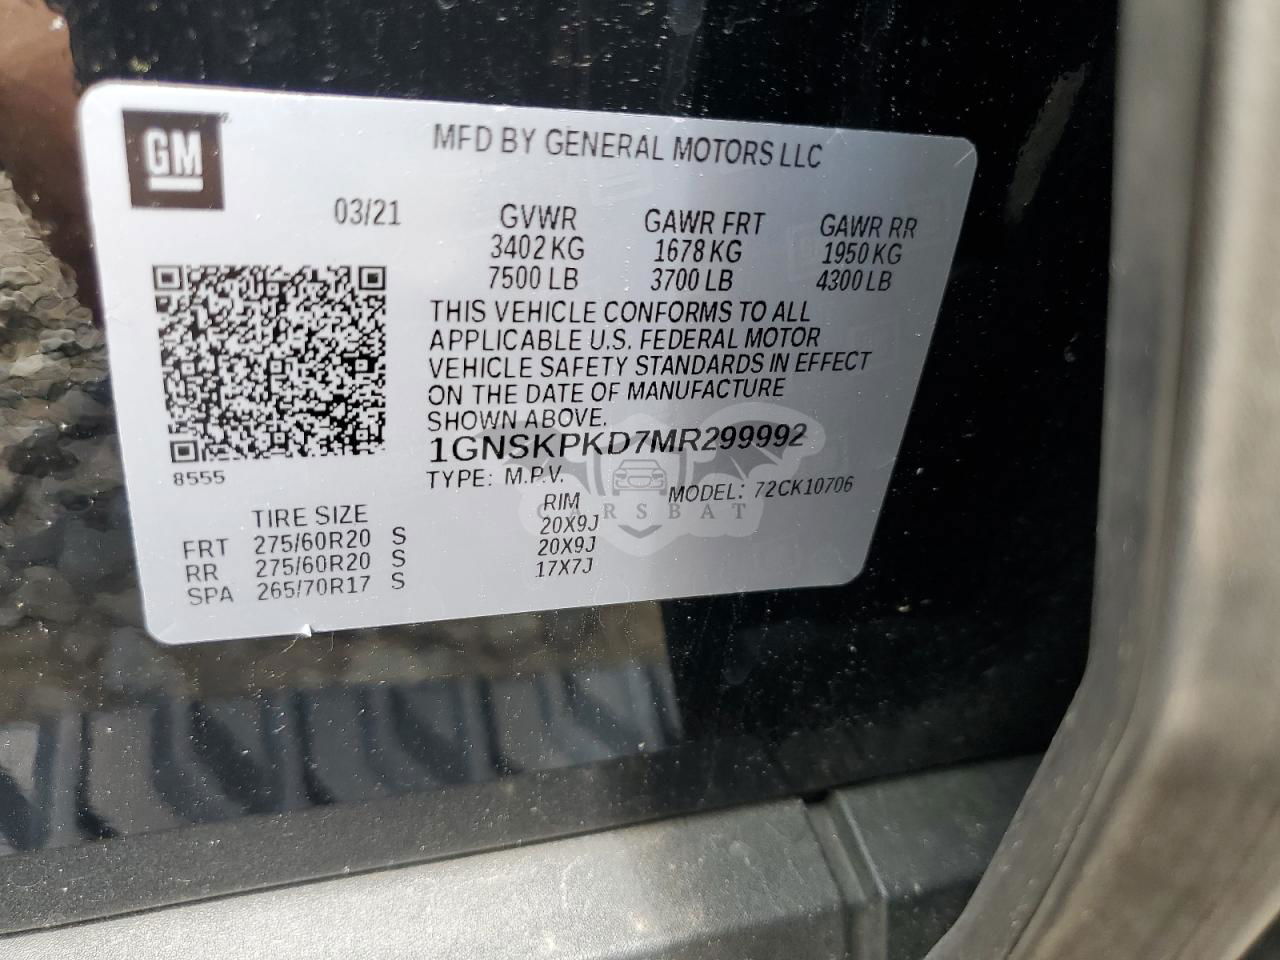 GM
MFD BY GENERAL MOTORS LLC
03/21
GVWR GAWR FRT GAWR RR
3402 KG 1678 KG 1950 KG
7500 LB 3700 LB 4300 LB
THIS VEHICLE CONFORMS TO ALL
APPLICABLE U.S. FEDERAL MOTOR
VEHICLE SAFETY STANDARDS IN EFFECT
ON THE DATE OF MANUFACTURE
SHOWN ABOVE.
1GNSKPKD7MR299992
8555
TYPE: M.P.V. MODEL: 72CK10706
CARSBAT
TIRE SIZE RIM
FRT 275/60R20 S 20X9J
RR 275/60R20 S 20X9J
SPA 265/70R17 S 17X7J